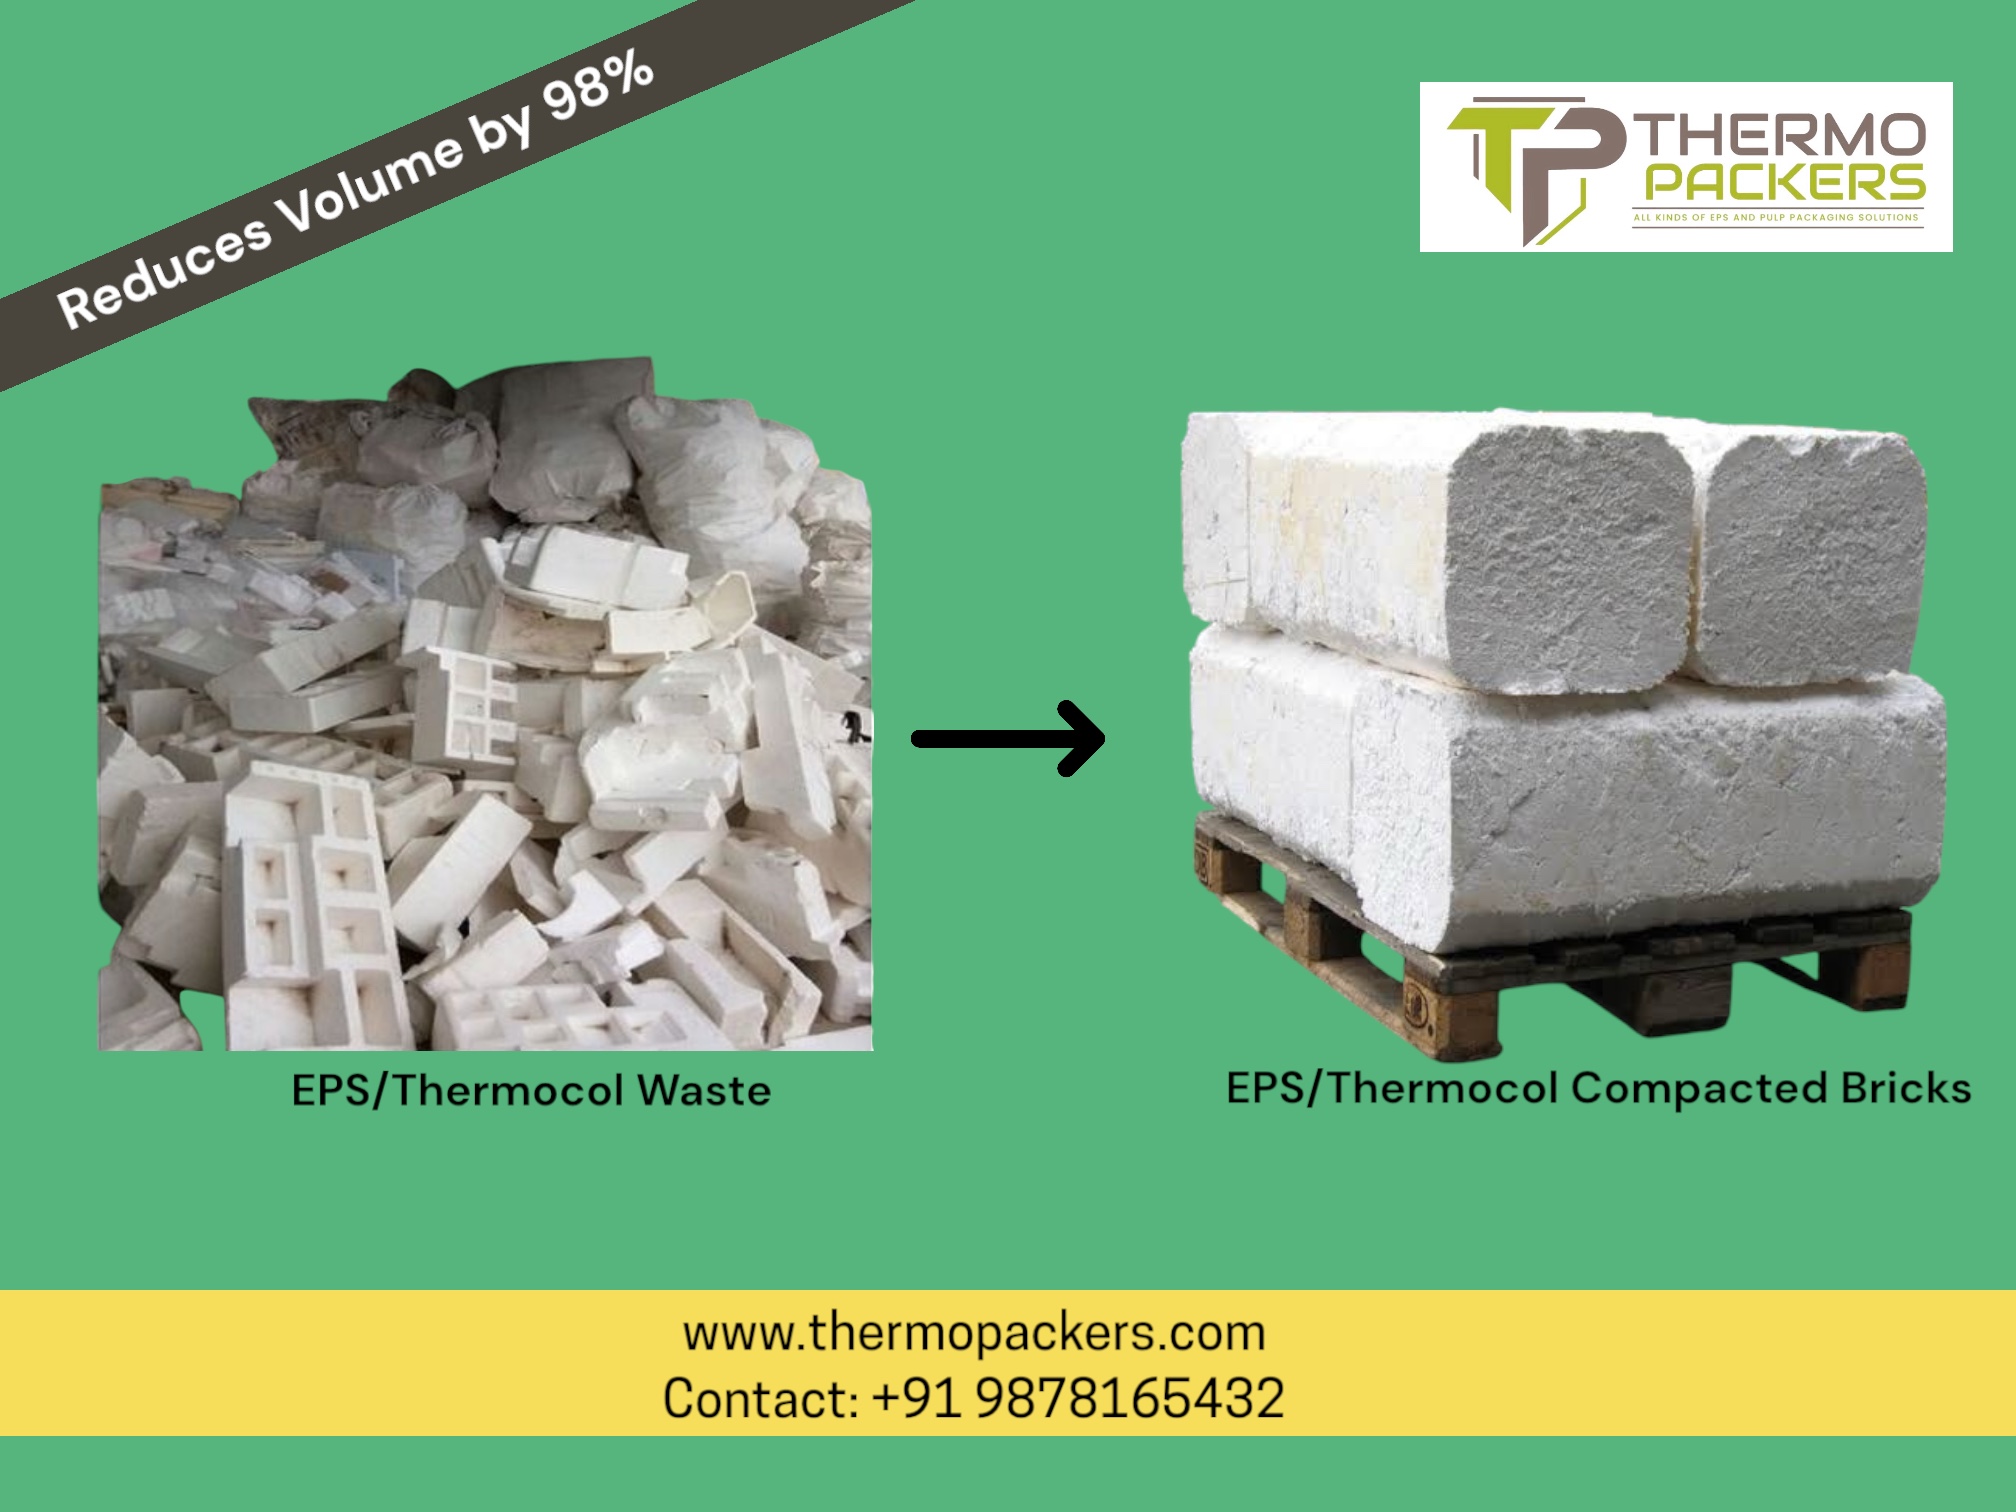 Reduces Volume by 98%
THERMO
PACKERS
ALL KINDS OF EPS AND PULP PACKAGING SOLUTIONS
EPS/Thermocol Waste
EPS/Thermocol Compacted Bricks
www.thermopackers.com
Contact: +91 9878165432